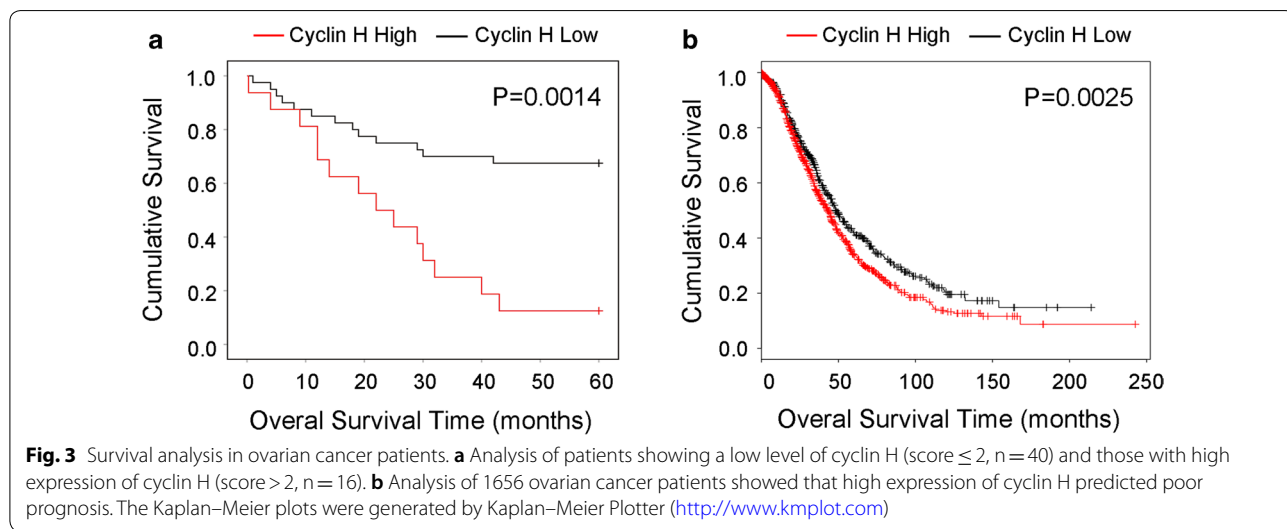 a
Cyclin H High Cyclin H Low
P=0.0014
Cumulative Survival
1.0
0.8
0.6
0.4
0.2
0.0
0 10 20 30 40 50 60
Overal Survival Time (months)
b
Cyclin H High Cyclin H Low
P=0.0025
Cumulative Survival
1.0
0.8
0.6
0.4
0.2
0.0
0 50 100 150 200 250
Overal Survival Time (months)
Fig. 3 Survival analysis in ovarian cancer patients. a Analysis of patients showing a low level of cyclin H (score ≤ 2, n = 40) and those with high
expression of cyclin H (score > 2, n = 16). b Analysis of 1656 ovarian cancer patients showed that high expression of cyclin H predicted poor
prognosis. The Kaplan–Meier plots were generated by Kaplan–Meier Plotter (http://www.kmplot.com)